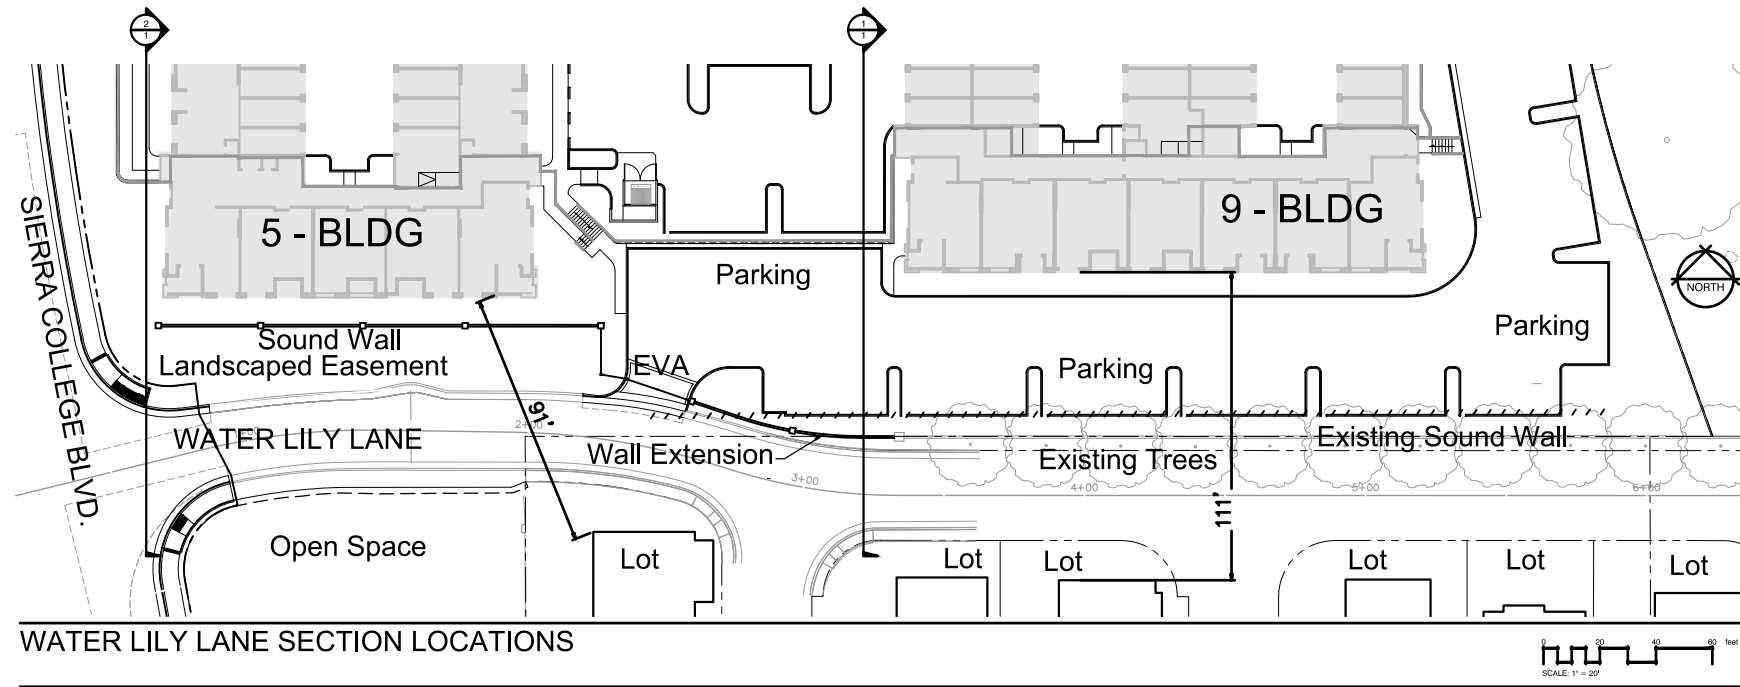 2
1
1
1
5 - BLDG
9 - BLDG
SIERRA COLLEGE BLVD.
Parking
NORTH
Parking
Sound Wall
Landscaped Easement
EVA
Parking
91'
WATER LILY LANE
2+00
Wall Extension
Existing Sound Wall
Existing Trees
3+00
4+00
5+00
6+00
111'
Open Space
Lot
Lot
Lot
Lot
Lot
Lot
WATER LILY LANE SECTION LOCATIONS
0 20 40 60 feet
SCALE: 1" = 20'